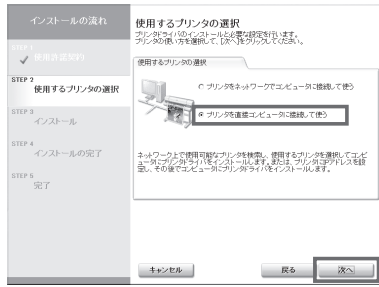 インストールの流れ
STEP 1
使用許諾契約
STEP 2
使用するプリンタの選択
STEP 3
インストール
STEP 4
インストールの完了
STEP 5
完了
使用するプリンタの選択
プリンタドライバのインストールと必要な設定を行います。
プリンタの使い方を選択して、[次へ]をクリックしてください。
使用するプリンタの選択
プリンタをネットワークでコンピュータに接続して使う
プリンタを直接コンピュータに接続して使う
ネットワーク上で使用可能なプリンタを検索し、使用するプリンタを選択してコンピ
ュータにプリンタドライバをインストールします。または、プリンタにIPアドレスを設
定し、その後でコンピュータにプリンタドライバをインストールします。
キャンセル
戻る
次へ